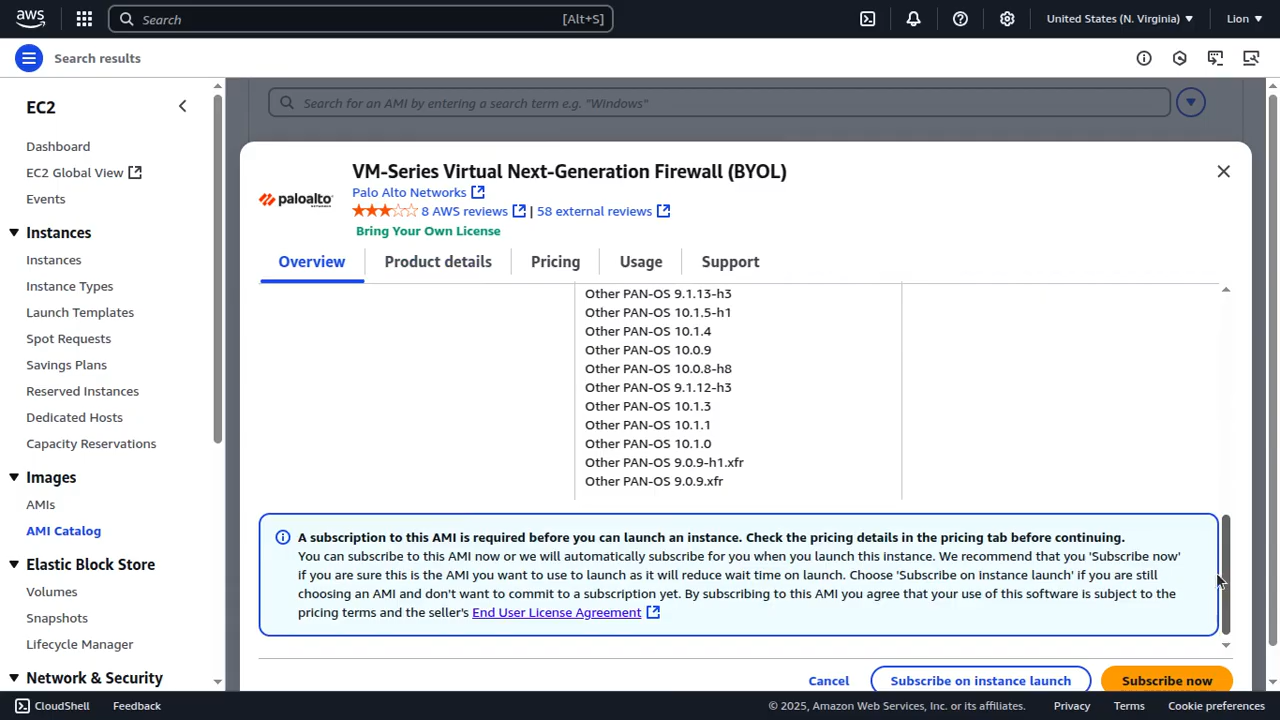 aws
Search
[Alt+S]
United States (N. Virginia)
Lion
Search results
EC2
Dashboard
EC2 Global View
Events
Instances
Instances
Instance Types
Launch Templates
Spot Requests
Savings Plans
Reserved Instances
Dedicated Hosts
Capacity Reservations
Images
AMIs
AMI Catalog
Elastic Block Store
Volumes
Snapshots
Lifecycle Manager
Network & Security
Search for an AMI by entering a search term e.g. "Windows"
paloalto
NETWORKS
VM-Series Virtual Next-Generation Firewall (BYOL)
Palo Alto Networks
8 AWS reviews | 58 external reviews
Bring Your Own License
Overview
Product details
Pricing
Usage
Support
Other PAN-OS 9.1.13-h3
Other PAN-OS 10.1.5-h1
Other PAN-OS 10.1.4
Other PAN-OS 10.0.9
Other PAN-OS 10.0.8-h8
Other PAN-OS 9.1.12-h3
Other PAN-OS 10.1.3
Other PAN-OS 10.1.1
Other PAN-OS 10.1.0
Other PAN-OS 9.0.9-h1.xfr
Other PAN-OS 9.0.9.xfr
A subscription to this AMI is required before you can launch an instance. Check the pricing details in the pricing tab before continuing.
You can subscribe to this AMI now or we will automatically subscribe for you when you launch this instance. We recommend that you 'Subscribe now'
if you are sure this is the AMI you want to use to launch as it will reduce wait time on launch. Choose 'Subscribe on instance launch' if you are still
choosing an AMI and don't want to commit to a subscription yet. By subscribing to this AMI you agree that your use of this software is subject to the
pricing terms and the seller's End User License Agreement
Cancel
Subscribe on instance launch
Subscribe now
CloudShell
Feedback
© 2025, Amazon Web Services, Inc. or its affiliates.
Privacy
Terms
Cookie preferences